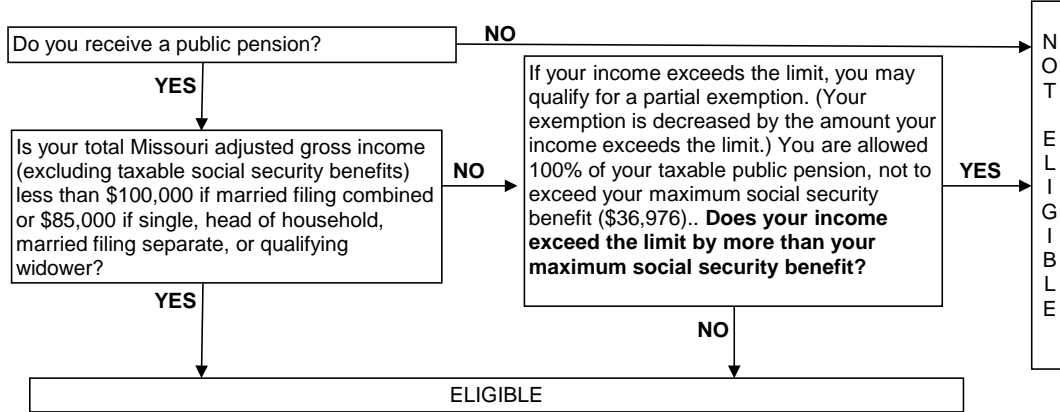 Do you receive a public pension?
NO
YES
Is your total Missouri adjusted gross income
(excluding taxable social security benefits)
less than $100,000 if married filing combined
or $85,000 if single, head of household,
married filing separate, or qualifying
widower?
NO
YES
If your income exceeds the limit, you may
qualify for a partial exemption. (Your
exemption is decreased by the amount your
income exceeds the limit.) You are allowed
100% of your taxable public pension, not to
exceed your maximum social security
benefit ($36,976).. Does your income
exceed the limit by more than your
maximum social security benefit?
YES
NO
N
O
T
E
L
I
G
I
B
L
E
ELIGIBLE